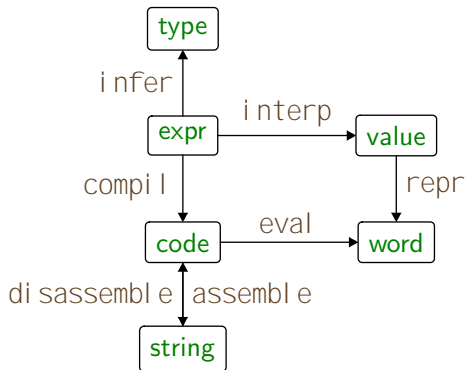 type
infer
interp
expr
value
compil
repr
eval
code
word
disassemble assemble
string